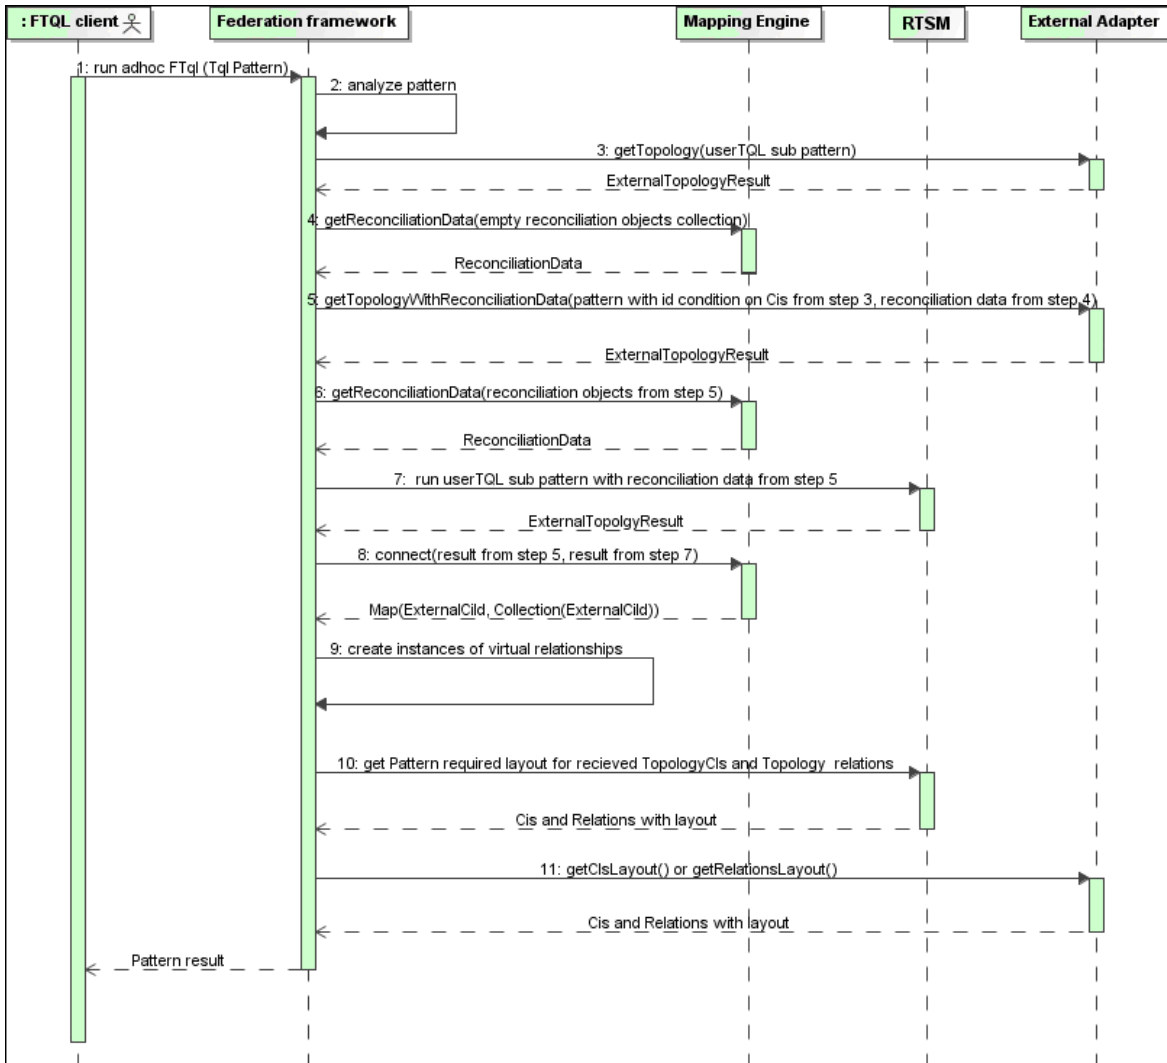 : FTQL client
Federation framework
Mapping Engine
RTSM
External Adapter
1: run adhoc FTql (Tql Pattern)
2: analyze pattern
3: getTopology(userTQL sub pattern)
ExternalTopologyResult
4: getReconciliationData(empty reconciliation objects collection)
ReconciliationData
5: getTopologyWithReconciliationData(pattern with id condition on Cis from step 3, reconciliation data from step 4)
ExternalTopologyResult
6: getReconciliationData(reconciliation objects from step 5)
ReconciliationData
7: run userTQL sub pattern with reconciliation data from step 5
ExternalTopolgyResult
8: connect(result from step 5, result from step 7)
Map(ExternalCiId, Collection(ExternalCiId))
9: create instances of virtual relationships
10: get Pattern required layout for recieved TopologyCIs and Topology relations
Cis and Relations with layout
11: getCIsLayout() or getRelationsLayout()
Cis and Relations with layout
Pattern result